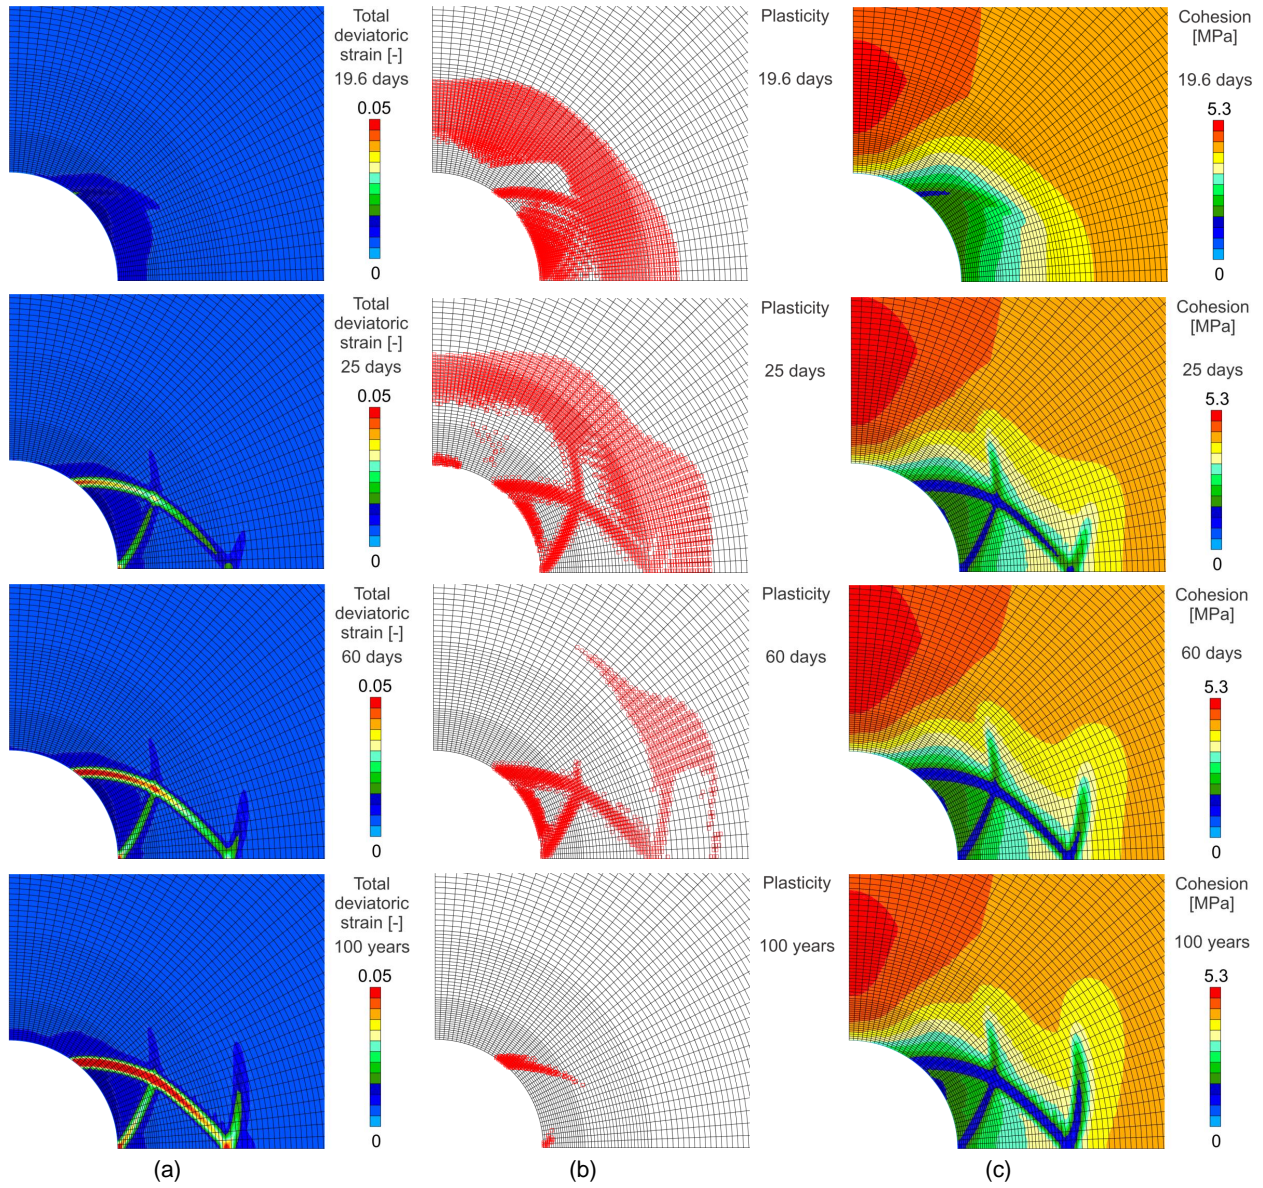 Total
deviatoric
strain [-]
19.6 days
0.05
0
Plasticity
19.6 days
Cohesion
[MPa]
19.6 days
5.3
0
Total
deviatoric
strain [-]
25 days
0.05
0
Plasticity
25 days
Cohesion
[MPa]
25 days
5.3
0
Total
deviatoric
strain [-]
60 days
0.05
0
Plasticity
60 days
Cohesion
[MPa]
60 days
5.3
0
Total
deviatoric
strain [-]
100 years
0.05
0
Plasticity
100 years
Cohesion
[MPa]
100 years
5.3
0
(a)
(b)
(c)